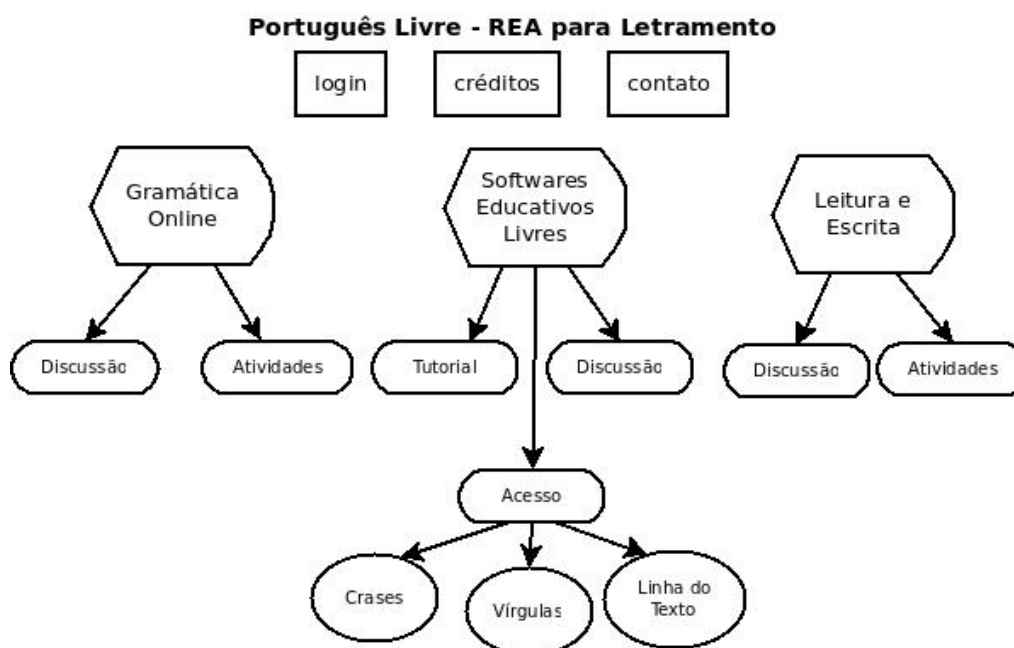 Português Livre - REA para Letramento
login
créditos
contato
Gramática
Online
Softwares
Educativos
Livres
Leitura e
Escrita
Discussão
Atividades
Tutorial
Discussão
Discussão
Atividades
Acesso
Crases
Vírgulas
Linha do
Texto